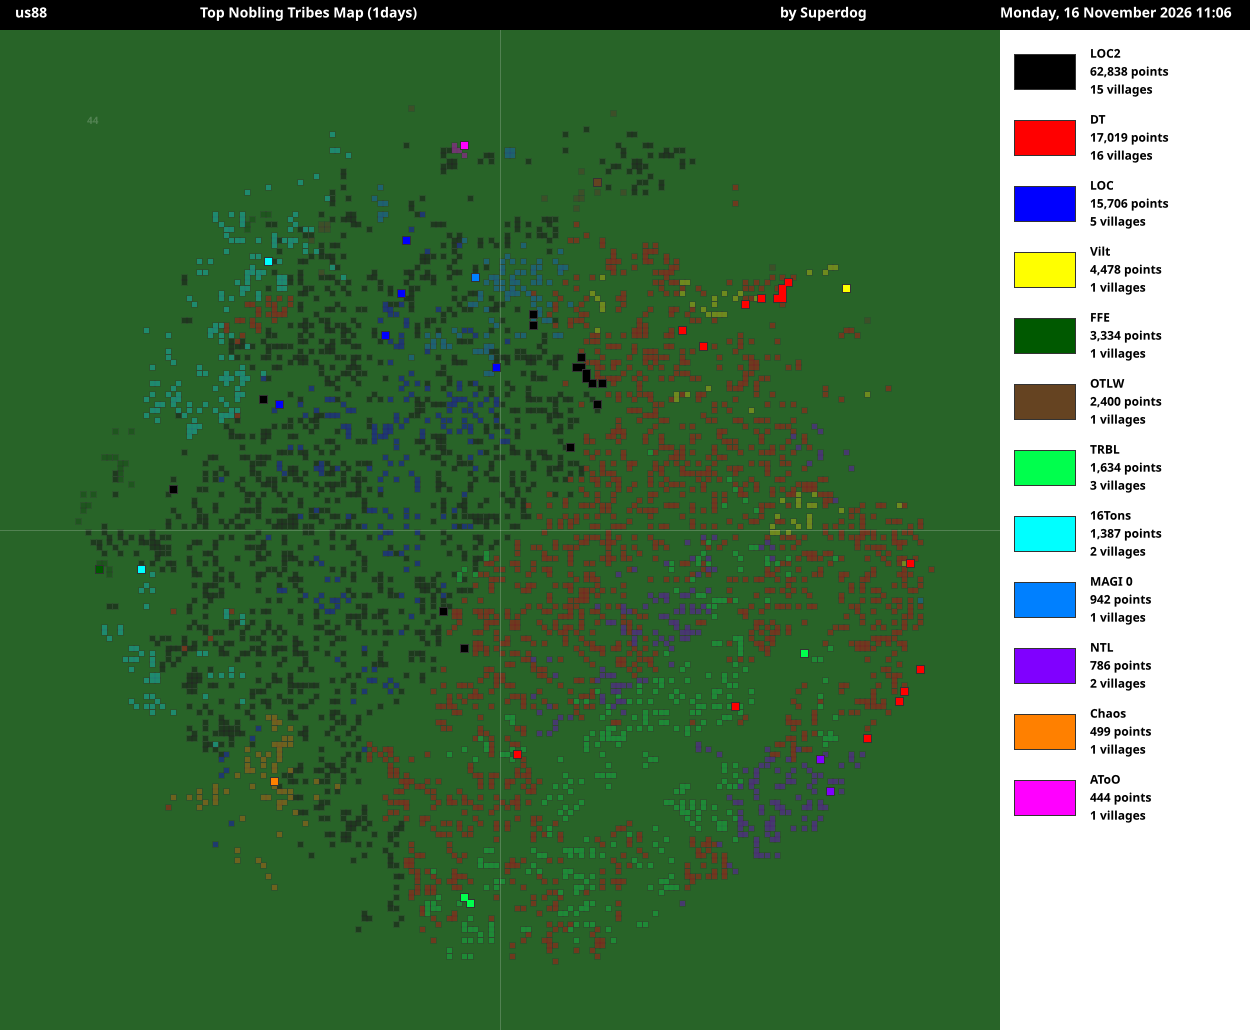 us88 Top Nobling Tribes Map (1days) by Superdog Monday, 16 November 2026 11:06
44
LOC2
62,838 points
15 villages
DT
17,019 points
16 villages
LOC
15,706 points
5 villages
Vilt
4,478 points
1 villages
FFE
3,334 points
1 villages
OTLW
2,400 points
1 villages
TRBL
1,634 points
3 villages
16Tons
1,387 points
2 villages
MAGI 0
942 points
1 villages
NTL
786 points
2 villages
Chaos
499 points
1 villages
AToO
444 points
1 villages